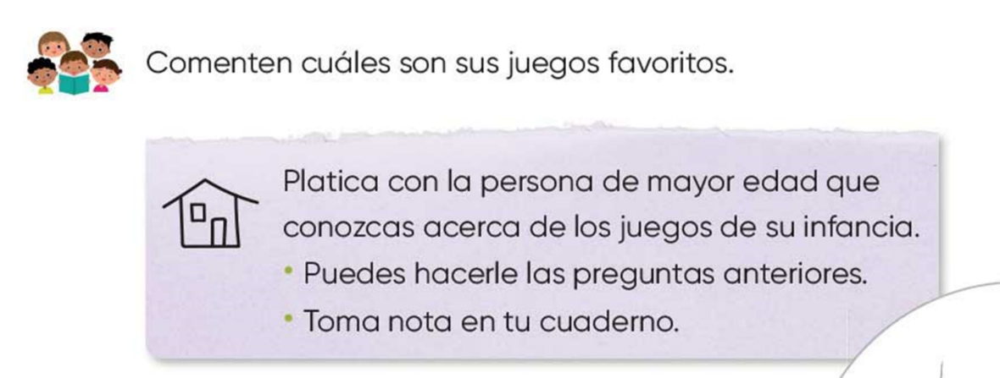 Comenten cuáles son sus juegos favoritos.
Platica con la persona de mayor edad que
conozcas acerca de los juegos de su infancia.
• Puedes hacerle las preguntas anteriores.
• Toma nota en tu cuaderno.